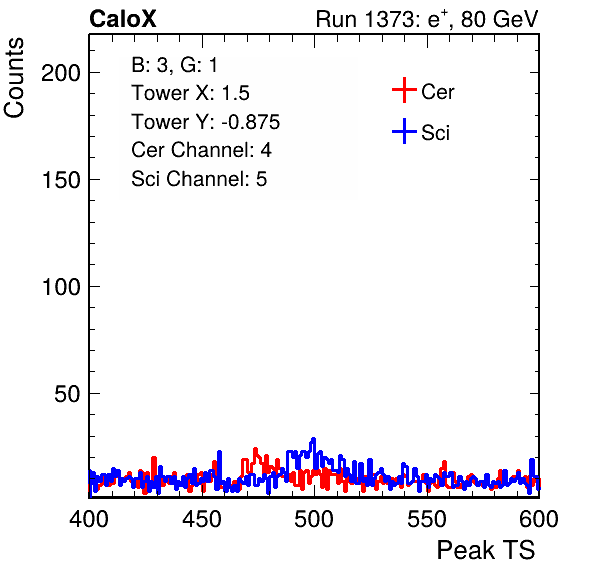 CaloX Run 1373: e⁺, 80 GeV
B: 3, G: 1
Tower X: 1.5
Tower Y: -0.875
Cer Channel: 4
Sci Channel: 5
Cer
Sci
Counts
200
150
100
50
400 450 500 550 600
Peak TS